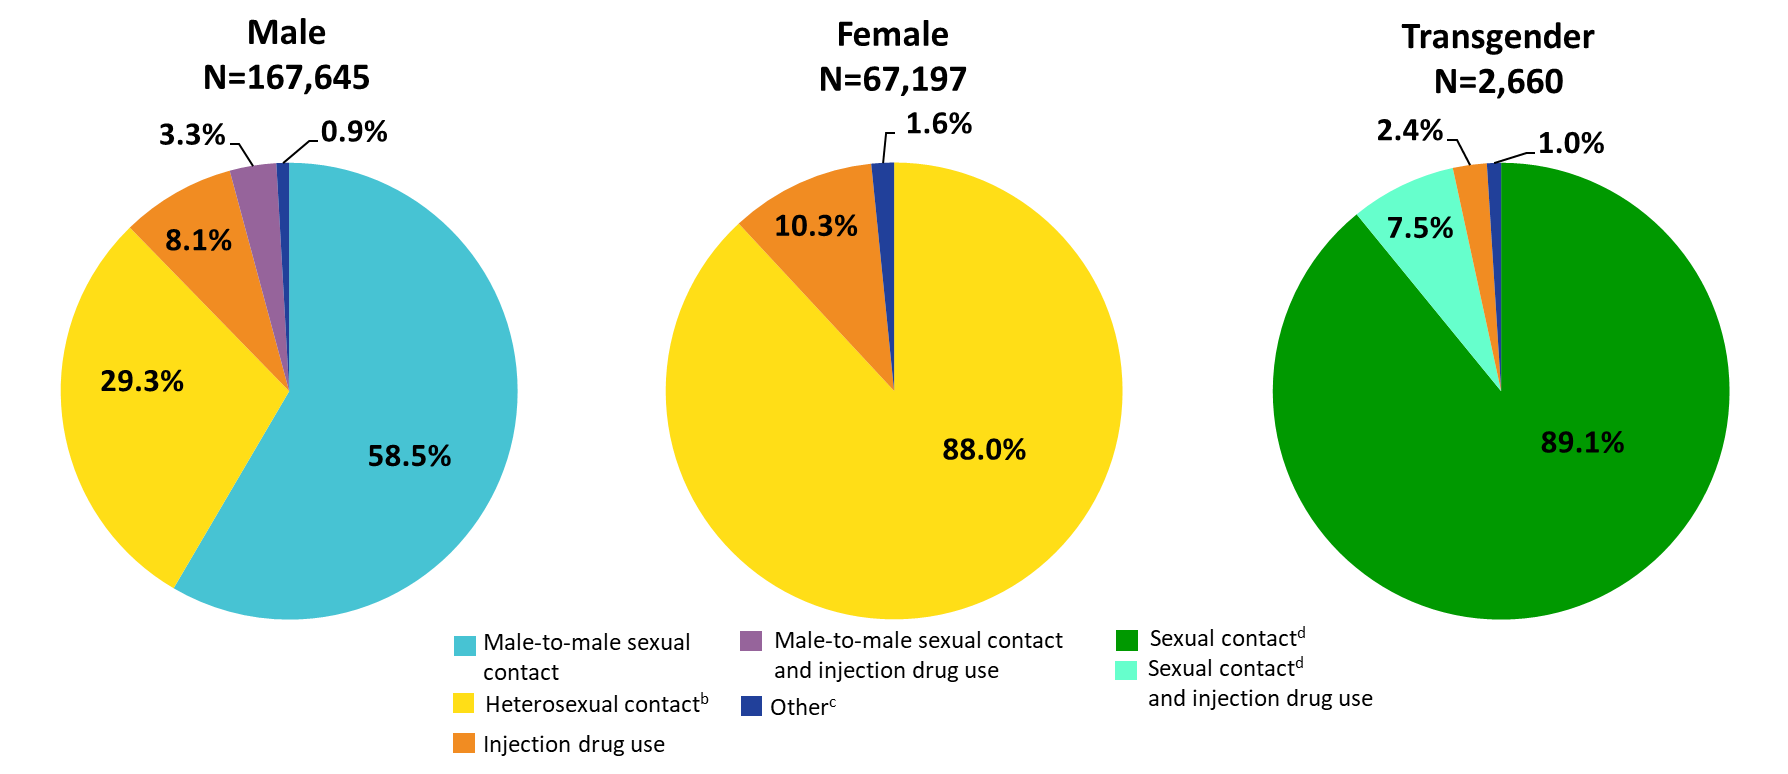 Male
N=167,645
3.3%
0.9%
8.1%
29.3%
58.5%
Female
N=67,197
1.6%
10.3%
88.0%
Transgender
N=2,660
2.4%
1.0%
7.5%
89.1%
Male-to-male sexual
contact
Heterosexual contactᵇ
Injection drug use
Male-to-male sexual contact
and injection drug use
Otherᶜ
Sexual contactᵈ
Sexual contactᵈ
and injection drug use